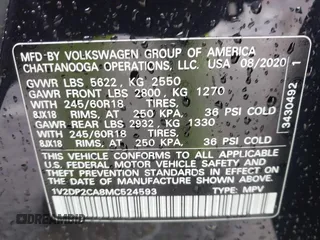 MFD. BY VOLKSWAGEN GROUP OF AMERICA
CHATTANOOGA OPERATIONS, LLC. USA 08/2020
GVWR LBS 5622, KG 2550
GAWR FRONT LBS 2800, KG 1270
WITH 245/60R18 TIRES,
8JX18 RIMS, AT 250 KPA. 36 PSI COLD
GAWR REAR LBS 2932, KG 1330
WITH 245/60R18 TIRES,
8JX18 RIMS, AT 250 KPA. 36 PSI COLD
THIS VEHICLE CONFORMS TO ALL APPLICABLE
U.S. FEDERAL MOTOR VEHICLE SAFETY AND
THEFT PREVENTION STANDARDS IN EFFECT ON
THE DATE OF MANUFACTURE SHOWN ABOVE.
1V2DP2CA8MC524593 TYPE: MPV
3430492 1